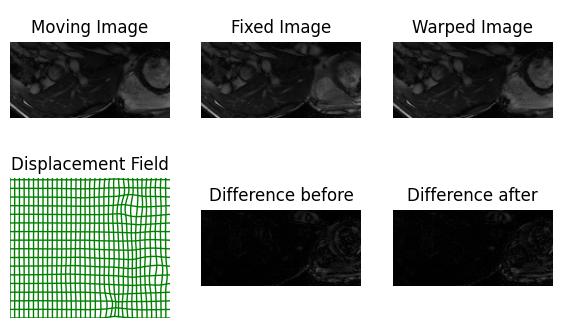 Moving Image
Fixed Image
Warped Image
Displacement Field
Difference before
Difference after